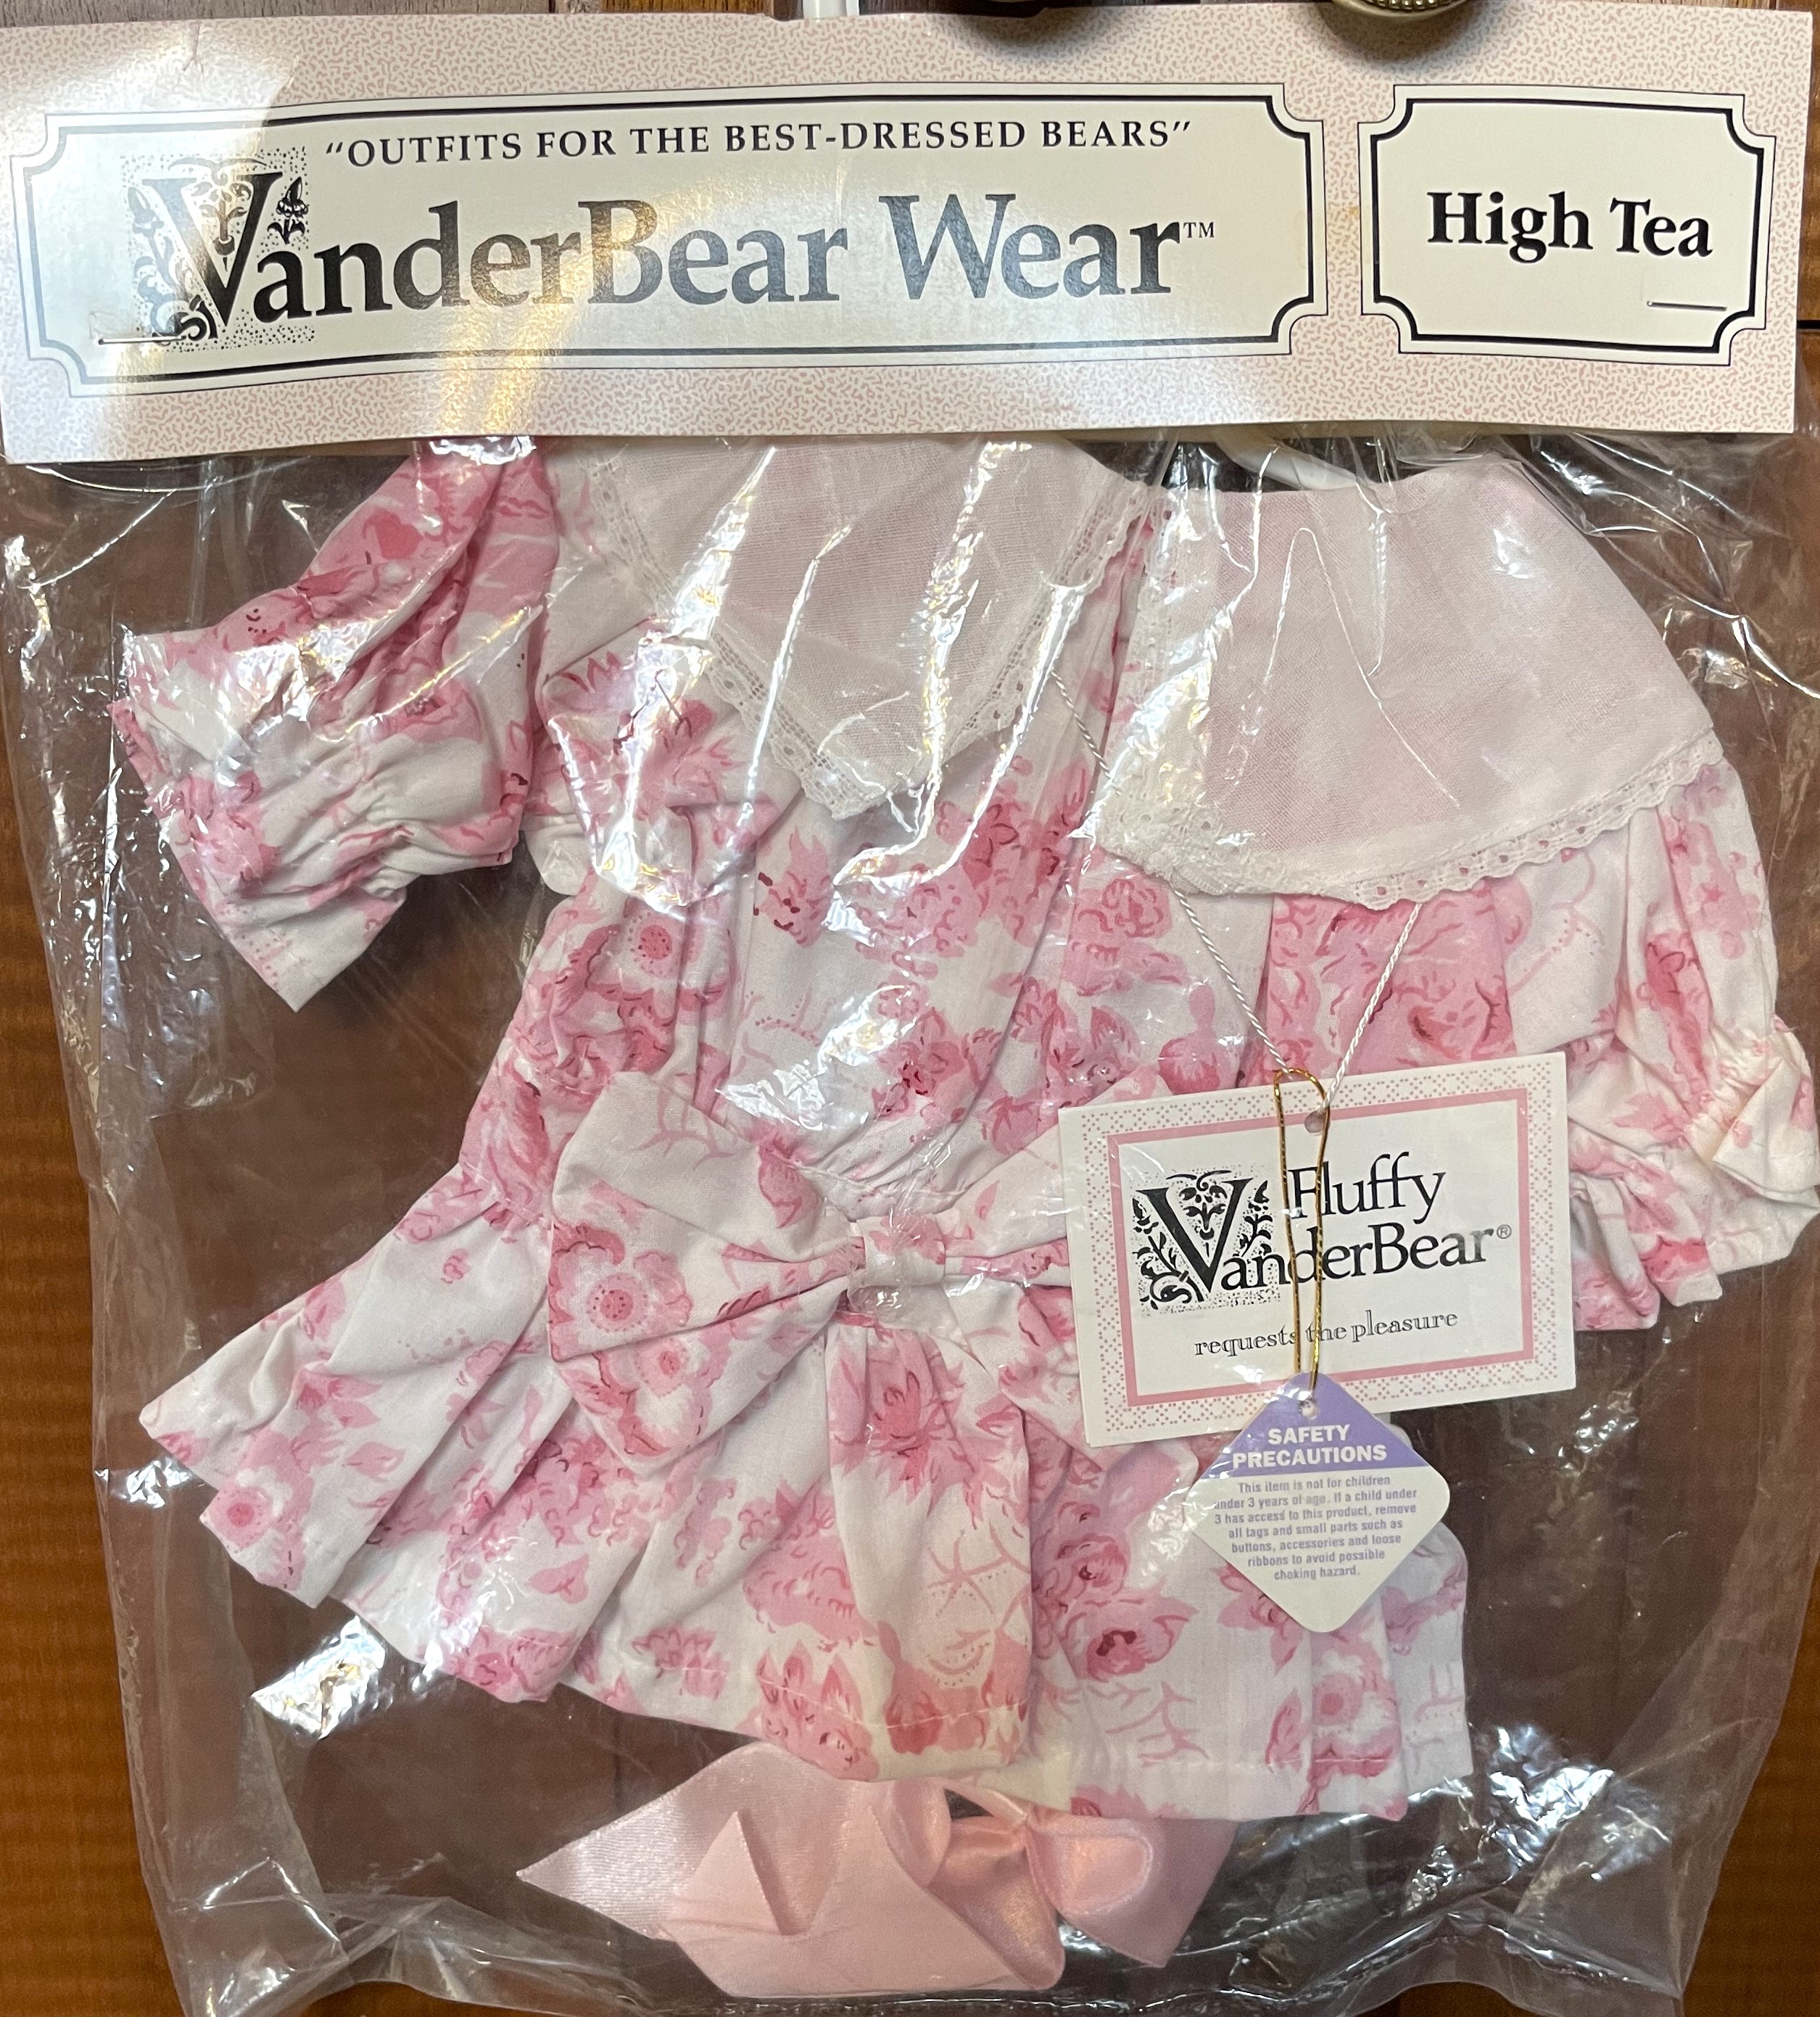 "OUTFITS FOR THE BEST-DRESSED BEARS"
VanderBear Wear™
High Tea
Fluffy
VanderBear®
requests the pleasure
SAFETY
PRECAUTIONS
This item is not for children
under 3 years of age. If a child under
3 has access to this product, remove
all tags and small parts such as
buttons, accessories and loose
ribbons to avoid possible
choking hazard.